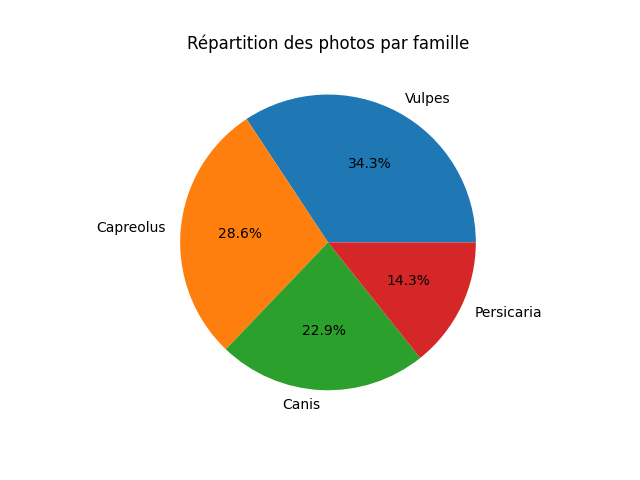 Répartition des photos par famille
Vulpes
34.3%
Capreolus
28.6%
14.3%
Persicaria
22.9%
Canis